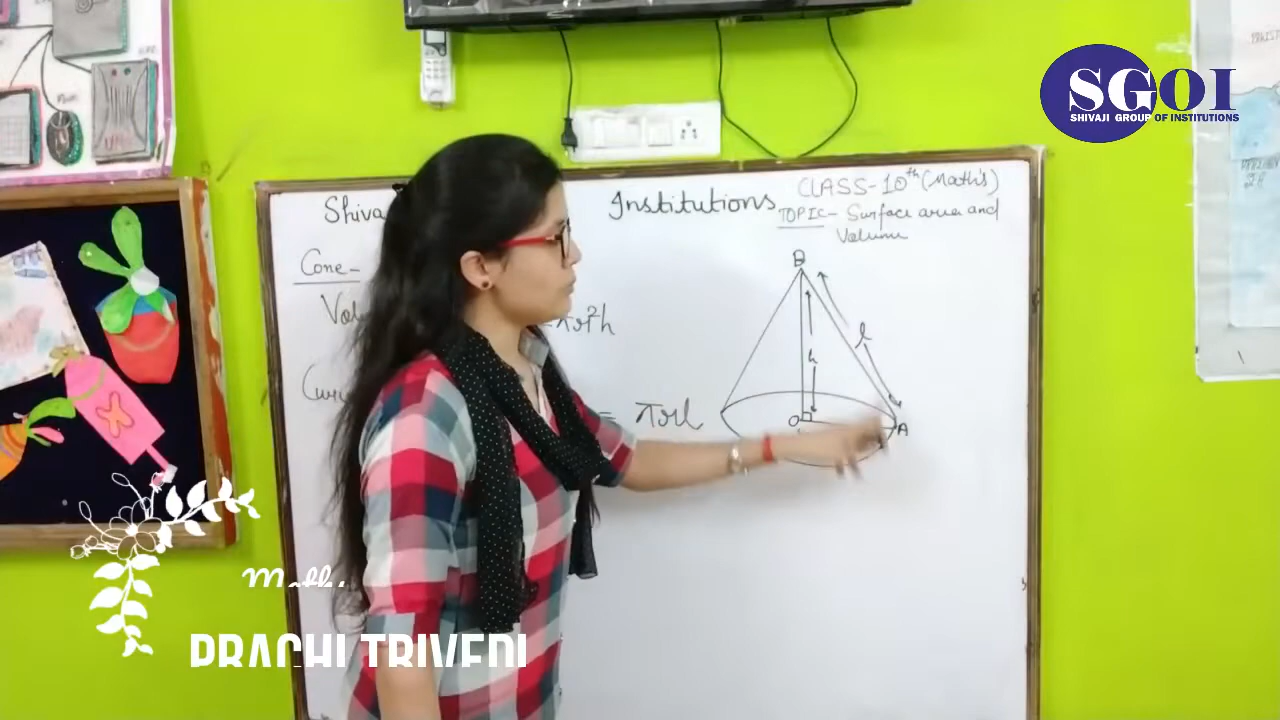 SGOI
SHIVAJI GROUP OF INSTITUTIONS
Shiva Institutions
CLASS-10th (Maths)
TOPIC- Surface area and
Volume
Cone-
Vol πr²h
Curv = πrl
B
l
h
O
A
PRACHI TRIVEDI